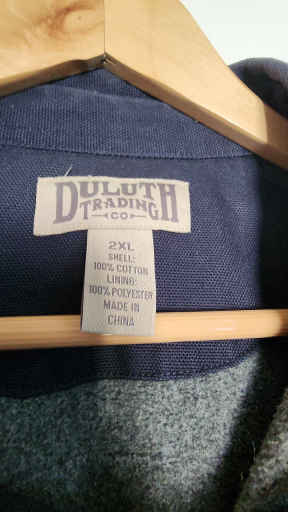 DULUTH
TRADING
CO
2XL
SHELL:
100% COTTON
LINING:
100% POLYESTER
MADE IN
CHINA